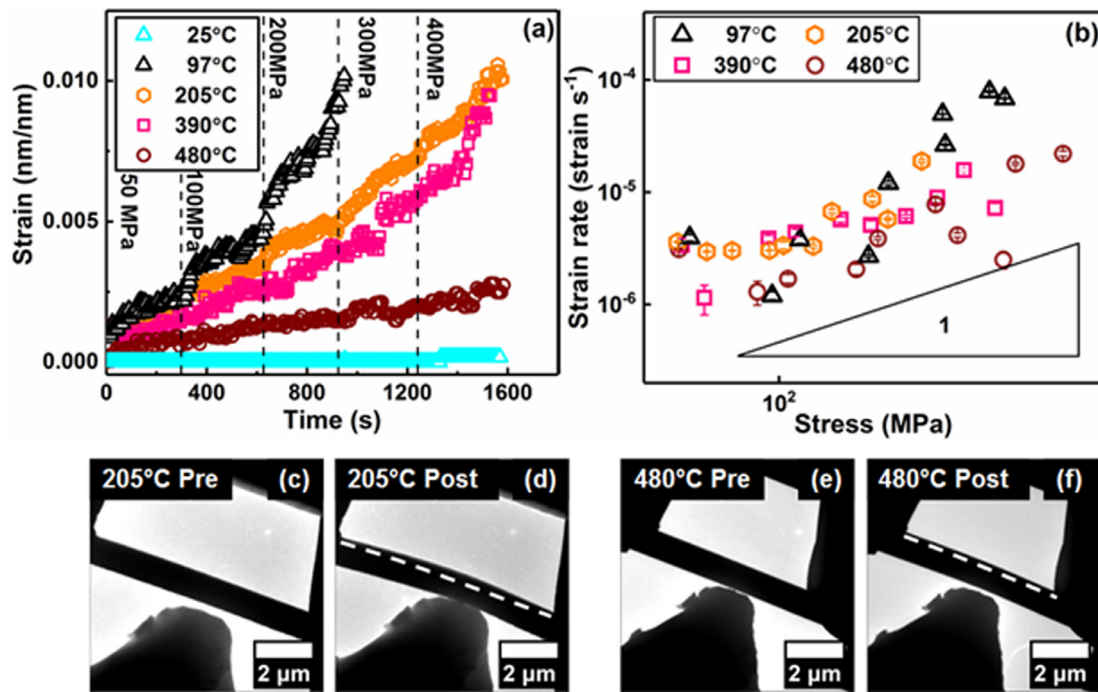 (a)
25°C
97°C
205°C
390°C
480°C
50 MPa
100MPa
200MPa
300MPa
400MPa
0.010
0.005
0.000
Strain (nm/nm)
0 400 800 1200 1600
Time (s)
(b)
97°C 205°C
390°C 480°C
10⁻⁴
10⁻⁵
10⁻⁶
Strain rate (strain s⁻¹)
1
10²
Stress (MPa)
205°C Pre (c)
2 µm
205°C Post (d)
2 µm
480°C Pre (e)
2 µm
480°C Post (f)
2 µm